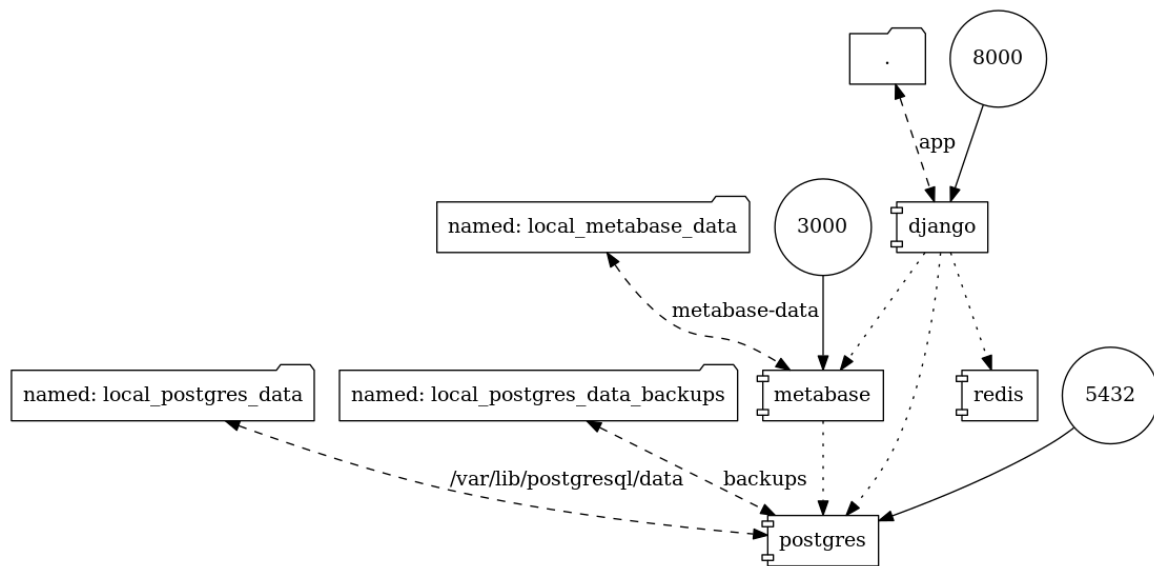 .
8000
app
named: local_metabase_data
3000
django
metabase-data
named: local_postgres_data
named: local_postgres_data_backups
metabase
redis
5432
/var/lib/postgresql/data
backups
postgres